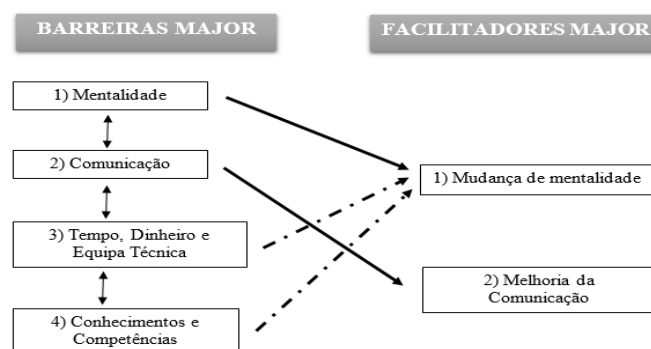 BARREIRAS MAJOR
FACILITADORES MAJOR
1) Mentalidade
2) Comunicação
3) Tempo, Dinheiro e
Equipa Técnica
4) Conhecimentos e
Competências
1) Mudança de mentalidade
2) Melhoria da
Comunicação